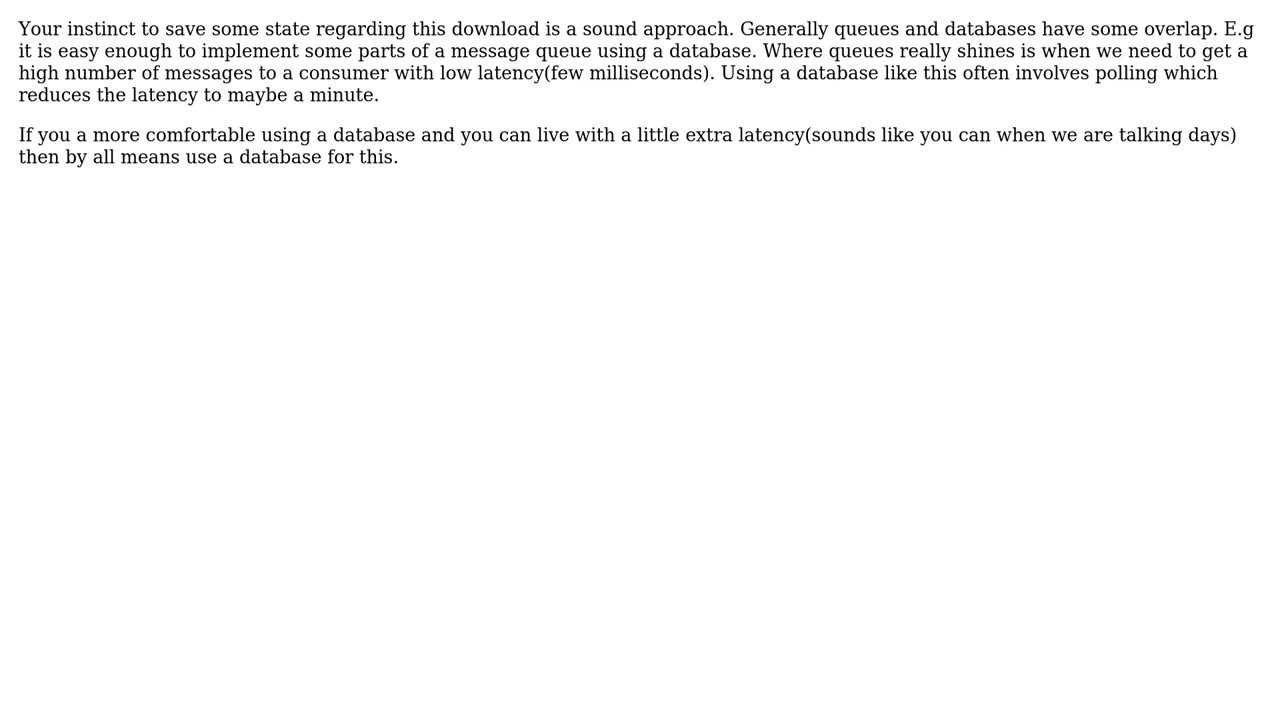 Your instinct to save some state regarding this download is a sound approach. Generally queues and databases have some overlap. E.g
it is easy enough to implement some parts of a message queue using a database. Where queues really shines is when we need to get a
high number of messages to a consumer with low latency(few milliseconds). Using a database like this often involves polling which
reduces the latency to maybe a minute.
If you a more comfortable using a database and you can live with a little extra latency(sounds like you can when we are talking days)
then by all means use a database for this.